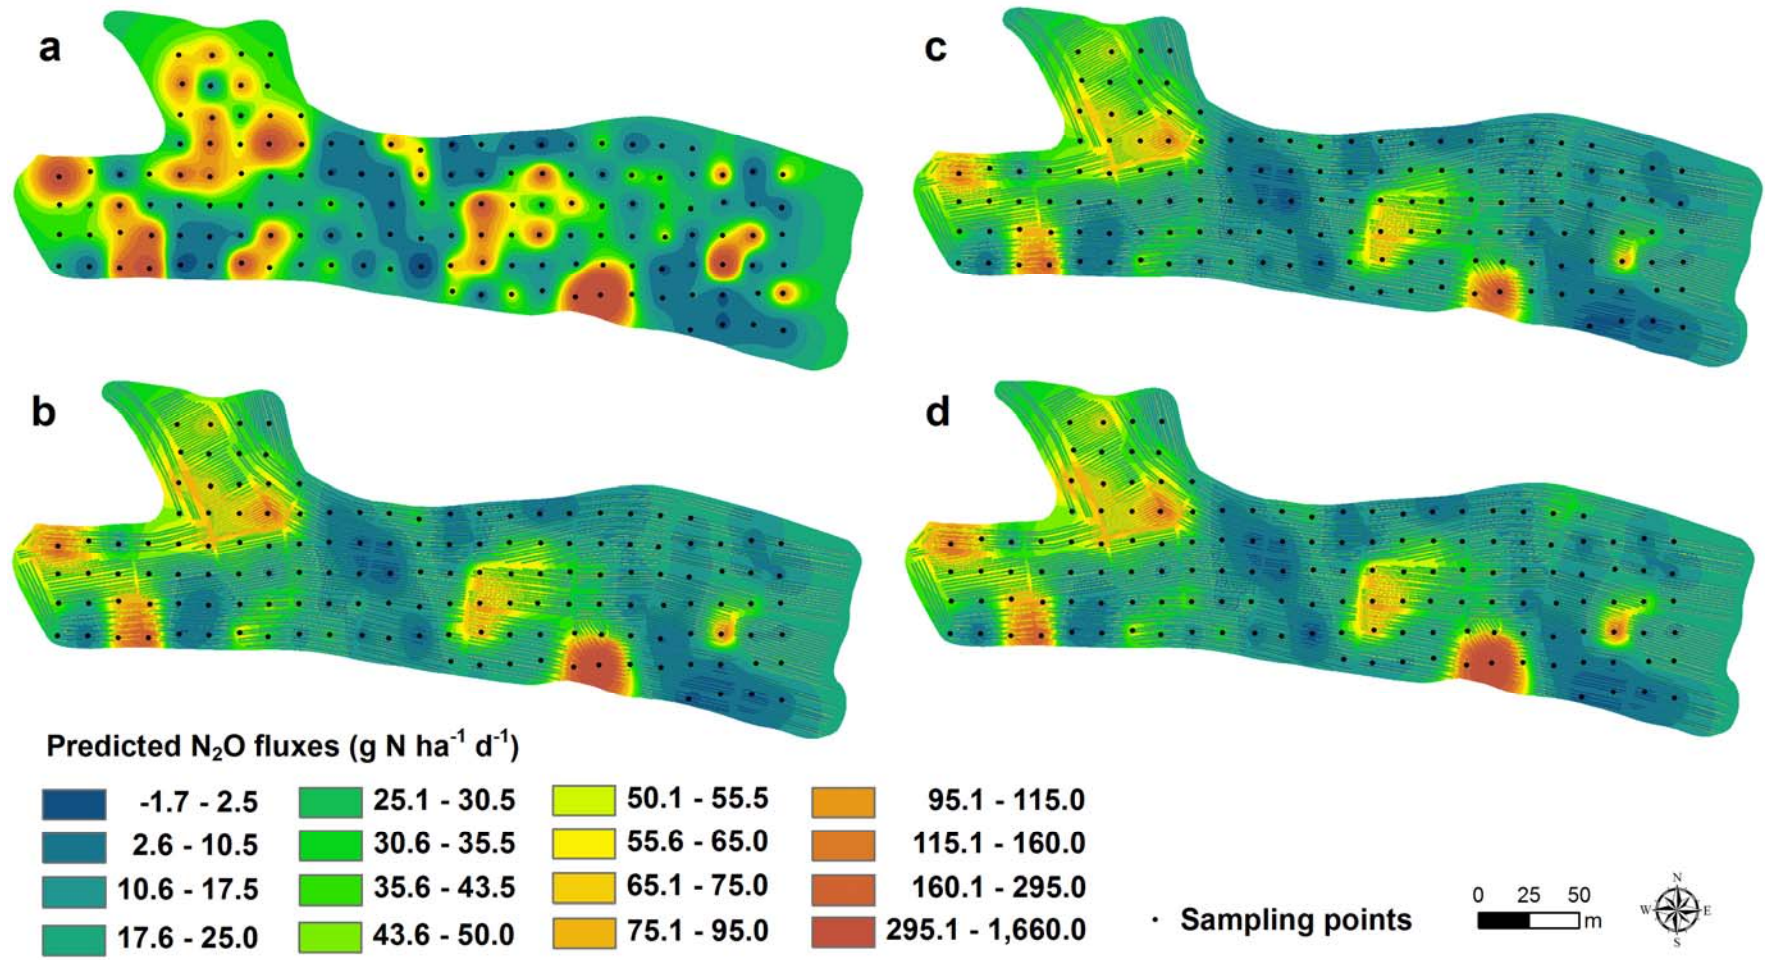 a
c
b
d
Predicted N₂O fluxes (g N ha⁻¹ d⁻¹)
-1.7 - 2.5
25.1 - 30.5
50.1 - 55.5
95.1 - 115.0
2.6 - 10.5
30.6 - 35.5
55.6 - 65.0
115.1 - 160.0
10.6 - 17.5
35.6 - 43.5
65.1 - 75.0
160.1 - 295.0
17.6 - 25.0
43.6 - 50.0
75.1 - 95.0
295.1 - 1,660.0
Sampling points
0 25 50
m
N
W E
S